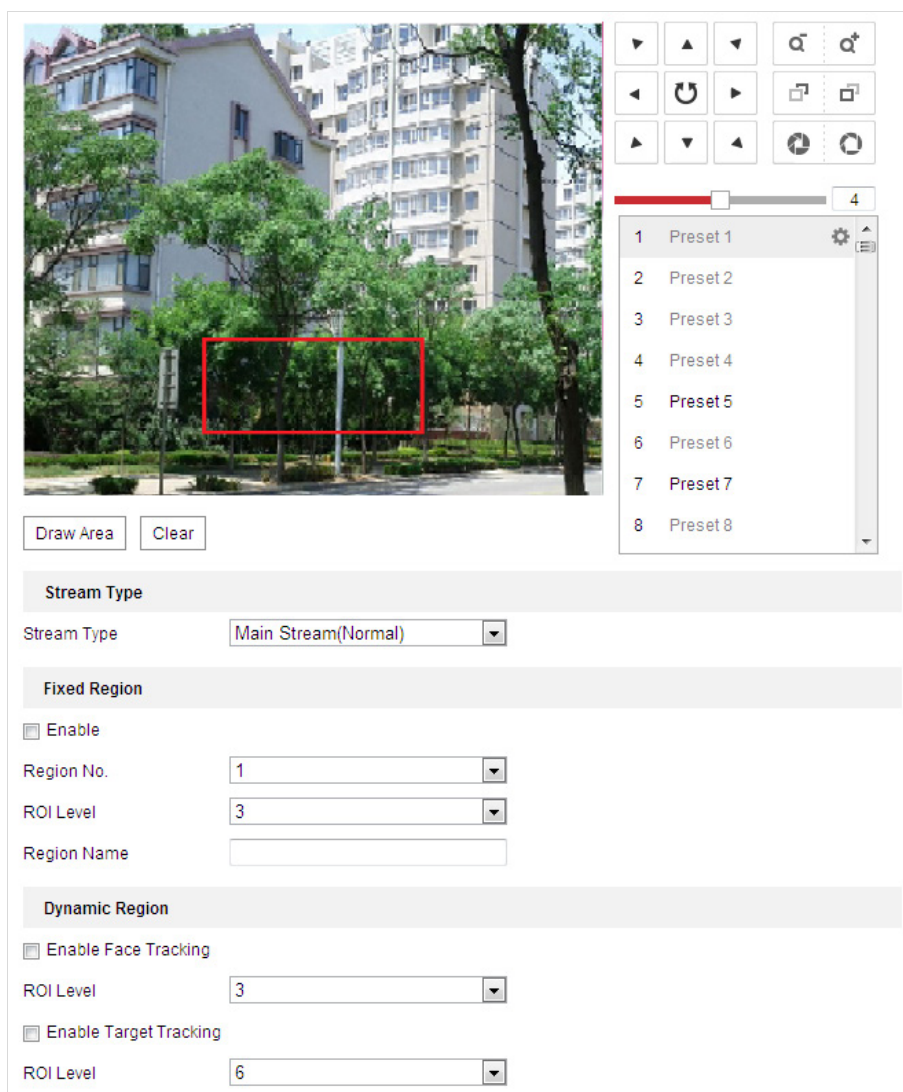 4
1 Preset 1
2 Preset 2
3 Preset 3
4 Preset 4
5 Preset 5
6 Preset 6
7 Preset 7
8 Preset 8
Draw Area Clear
Stream Type
Stream Type Main Stream(Normal)
Fixed Region
Enable
Region No. 1
ROI Level 3
Region Name
Dynamic Region
Enable Face Tracking
ROI Level 3
Enable Target Tracking
ROI Level 6